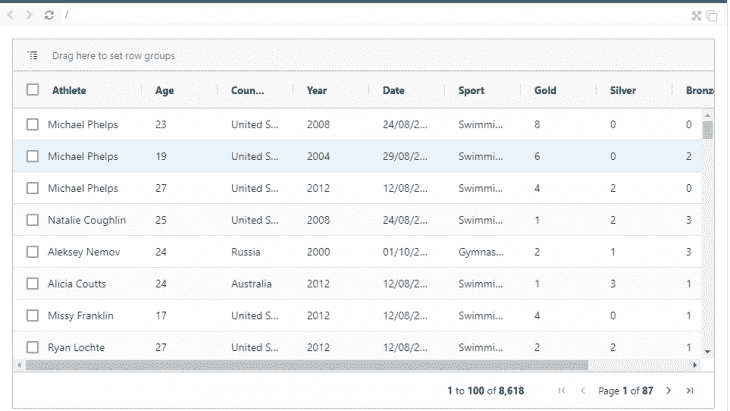 /
Drag here to set row groups
Athlete Age Coun... Year Date Sport Gold Silver Bronze
Michael Phelps 23 United S... 2008 24/08/2... Swimmi... 8 0 0
Michael Phelps 19 United S... 2004 29/08/2... Swimmi... 6 0 2
Michael Phelps 27 United S... 2012 12/08/2... Swimmi... 4 2 0
Natalie Coughlin 25 United S... 2008 24/08/2... Swimmi... 1 2 3
Aleksey Nemov 24 Russia 2000 01/10/2... Gymnas... 2 1 3
Alicia Coutts 24 Australia 2012 12/08/2... Swimmi... 1 3 1
Missy Franklin 17 United S... 2012 12/08/2... Swimmi... 4 0 1
Ryan Lochte 27 United S... 2012 12/08/2... Swimmi... 2 2 1
1 to 100 of 8,618 Page 1 of 87